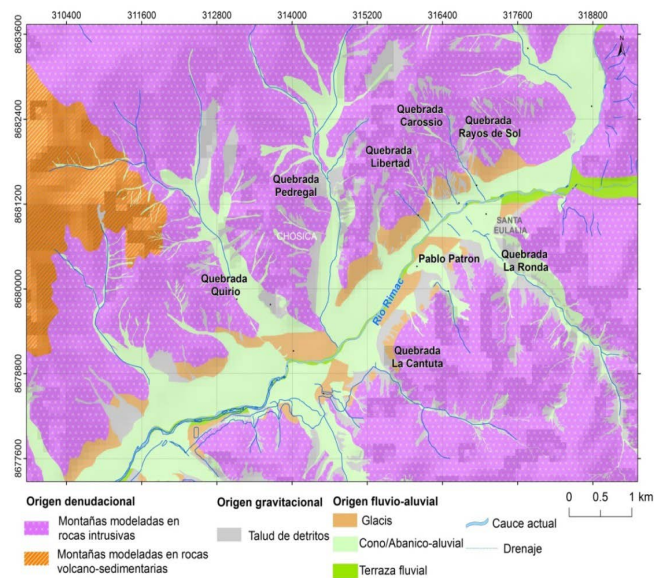 310400 311600 312800 314000 315200 316400 317600 318800
8683600
N
8682400
Quebrada
Carossio
Quebrada
Rayos de Sol
Quebrada
Libertad
Quebrada
Pedregal
8681200
CHOSICA
SANTA
EULALIA
Pablo Patron
Quebrada
La Ronda
Quebrada
Quirio
8680000
Río Rimac
Quebrada
La Cantuta
8678800
8677600
Origen denudacional
Montañas modeladas en
rocas intrusivas
Montañas modeladas en rocas
volcano-sedimentarias
Origen gravitacional
Talud de detritos
Origen fluvio-aluvial
Glacis
Cono/Abanico-aluvial
Terraza fluvial
Cauce actual
Drenaje
0 0.5 1 km